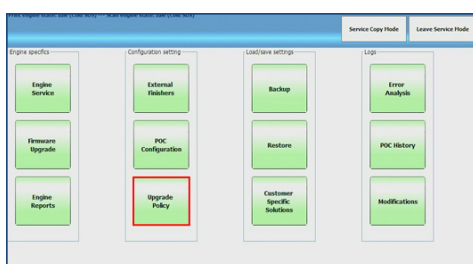 Service Copy Mode
Leave Service Mode
Engine specifics
Configuration setting
Load/save settings
Logs
Engine
Service
External
Finishers
Backup
Error
Analysis
Firmware
Upgrade
POC
Configuration
Restore
POC History
Engine
Reports
Upgrade
Policy
Customer
Specific
Solutions
Modifications